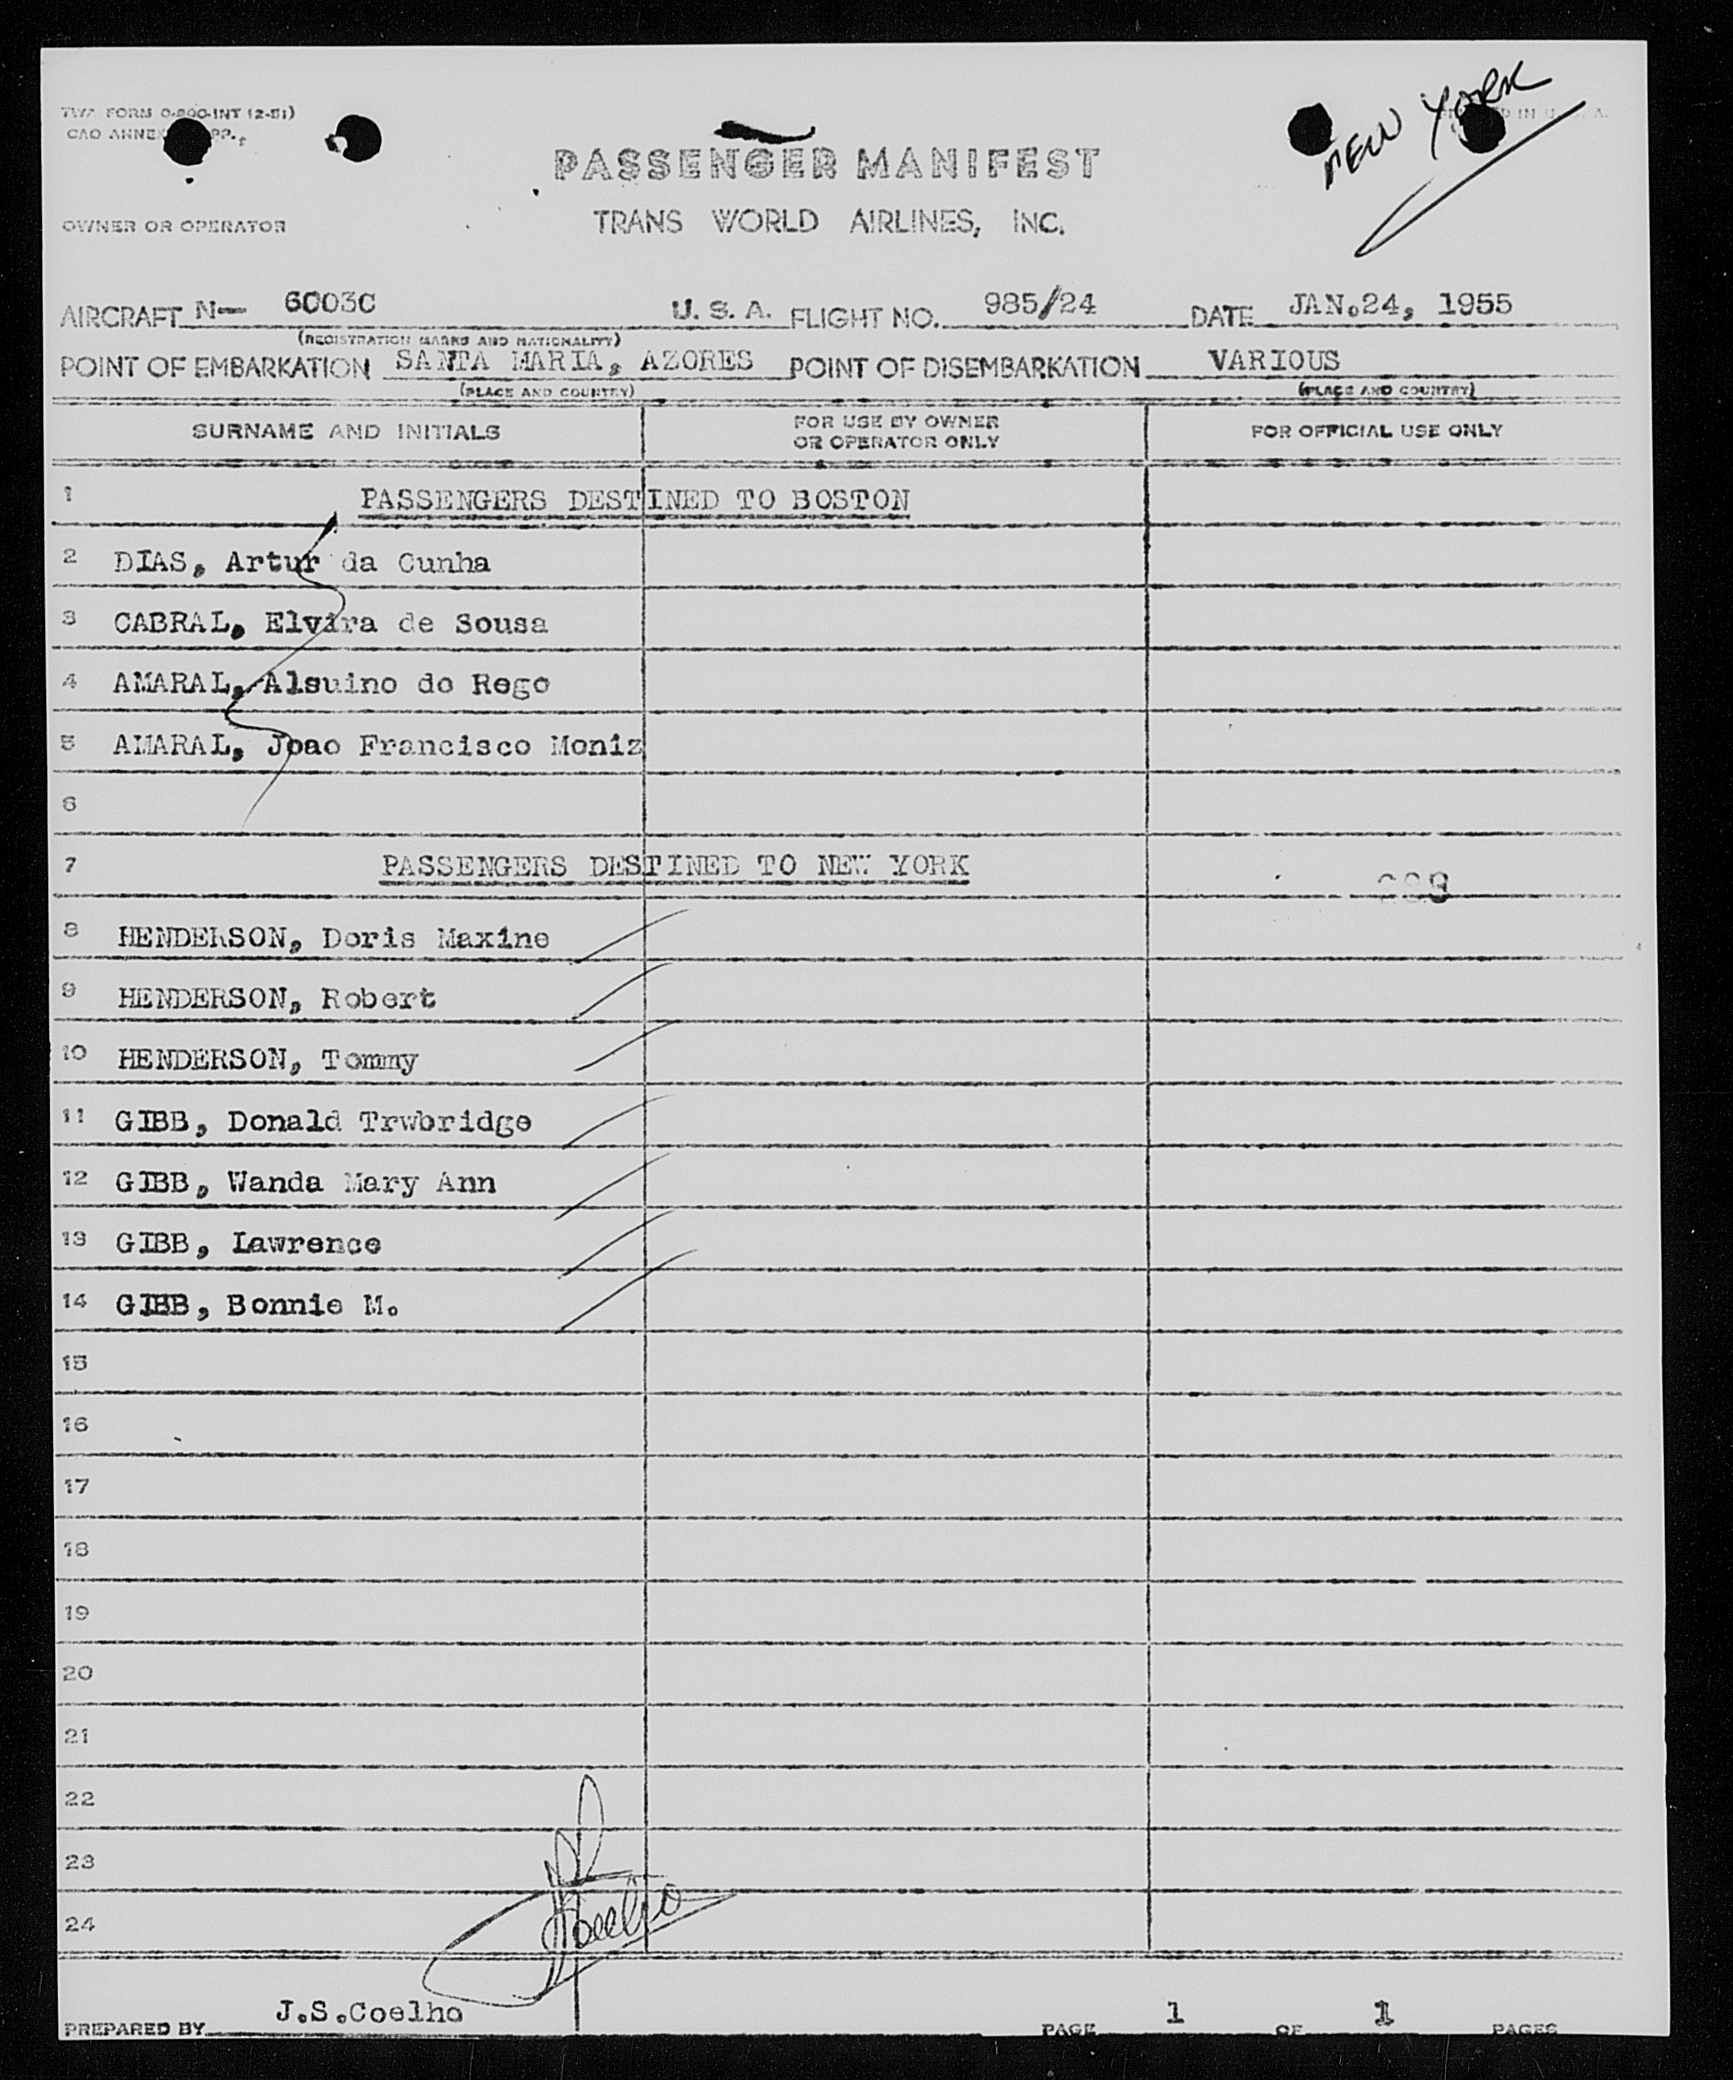 TWA FORM O-800-INT (2-51)
NEW YORK
PASSENGER MANIFEST
OWNER OR OPERATOR
TRANS WORLD AIRLINES, INC.
AIRCRAFT N- 6003C U. S. A. FLIGHT NO. 985/24 DATE JAN.24, 1955
(REGISTRATION MARKS AND NATIONALITY)
POINT OF EMBARKATION SANTA MARIA, AZORES POINT OF DISEMBARKATION VARIOUS
(PLACE AND COUNTRY) (PLACE AND COUNTRY)
SURNAME AND INITIALS FOR USE BY OWNER OR OPERATOR ONLY FOR OFFICIAL USE ONLY
1 PASSENGERS DESTINED TO BOSTON
2 DIAS, Artur da Cunha
3 CABRAL, Elvira de Sousa
4 AMARAL, Alsuino do Rego
5 AMARAL, Joao Francisco Moniz
6
7 PASSENGERS DESTINED TO NEW YORK
8 HENDERSON, Doris Maxine
9 HENDERSON, Robert
10 HENDERSON, Tommy
11 GIBB, Donald Trwbridge
12 GIBB, Wanda Mary Ann
13 GIBB, Lawrence
14 GIBB, Bonnie M.
15
16
17
18
19
20
21
22
23
24
Coelho
PREPARED BY J.S.Coelho PAGE 1 OF 1 PAGES